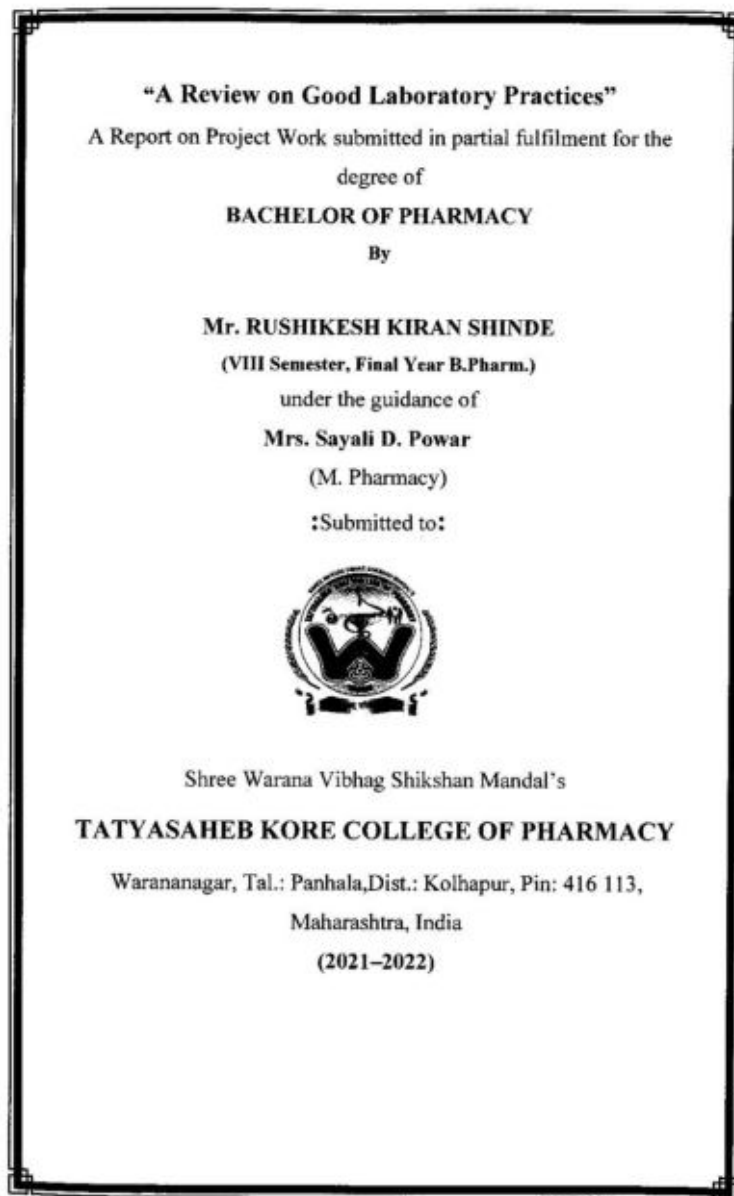 “A Review on Good Laboratory Practices”
A Report on Project Work submitted in partial fulfilment for the
degree of
BACHELOR OF PHARMACY
By
Mr. RUSHIKESH KIRAN SHINDE
(VIII Semester, Final Year B.Pharm.)
under the guidance of
Mrs. Sayali D. Powar
(M. Pharmacy)
:Submitted to:
Shree Warana Vibhag Shikshan Mandal’s
TATYASAHEB KORE COLLEGE OF PHARMACY
Warananagar, Tal.: Panhala,Dist.: Kolhapur, Pin: 416 113,
Maharashtra, India
(2021–2022)